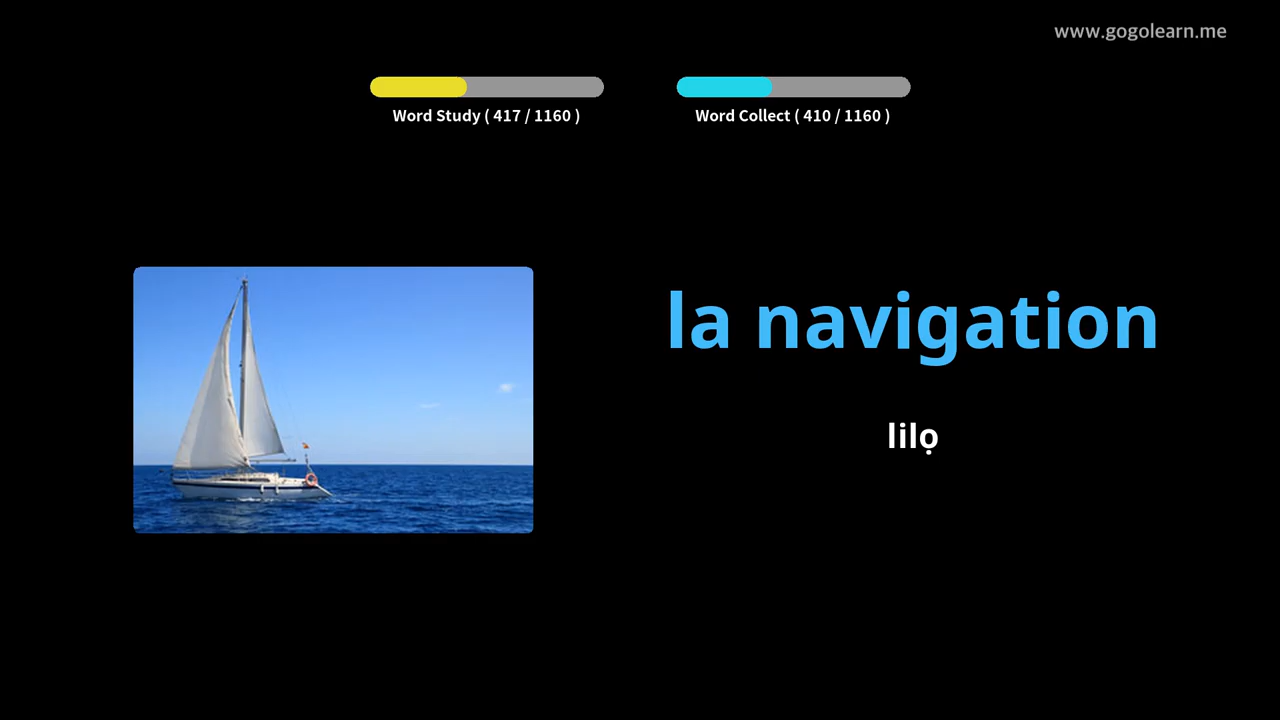 www.gogolearn.me
Word Study ( 417 / 1160 )
Word Collect ( 410 / 1160 )
la navigation
lilọ